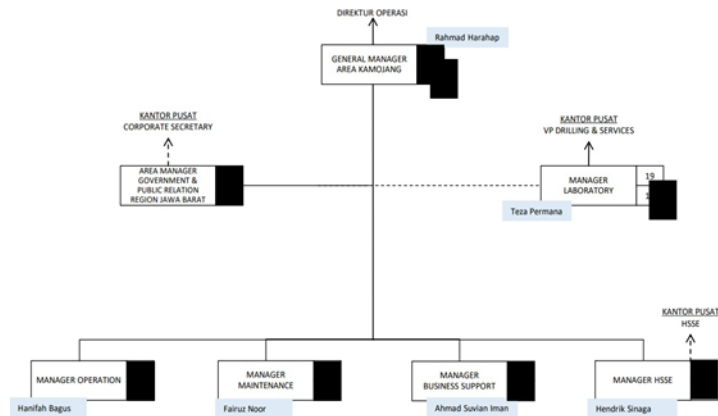 DIREKTUR OPERASI
Rahmad Harahap
GENERAL MANAGER
AREA KAMOJANG
KANTOR PUSAT
CORPORATE SECRETARY
KANTOR PUSAT
VP DRILLING & SERVICES
AREA MANAGER
GOVERNMENT &
PUBLIC RELATION
REGION JAWA BARAT
MANAGER
LABORATORY
19
1
Teza Permana
KANTOR PUSAT
HSSE
MANAGER OPERATION
MANAGER
MAINTENANCE
MANAGER
BUSINESS SUPPORT
MANAGER HSSE
Hanifah Bagus
Fairuz Noor
Ahmad Suvian Iman
Hendrik Sinaga